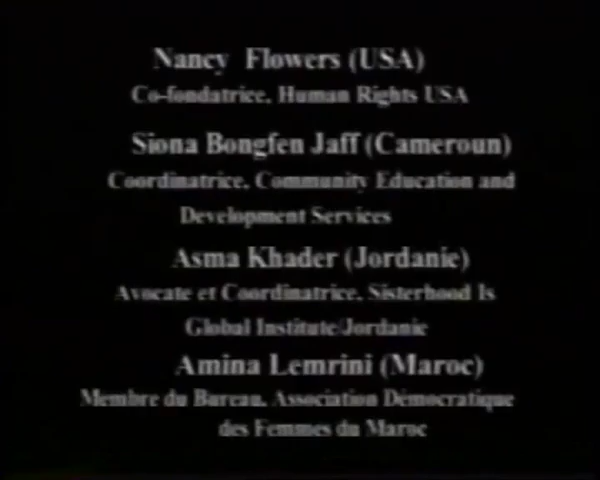 Nancy Flowers (USA)
Co-fondatrice, Human Rights USA
Siona Bongfen Jaff (Cameroun)
Coordinatrice, Community Education and
Development Services
Asma Khader (Jordanie)
Avocate et Coordinatrice, Sisterhood Is
Global Institute/Jordanie
Amina Lemrini (Maroc)
Membre du Bureau, Association Démocratique
des Femmes du Maroc